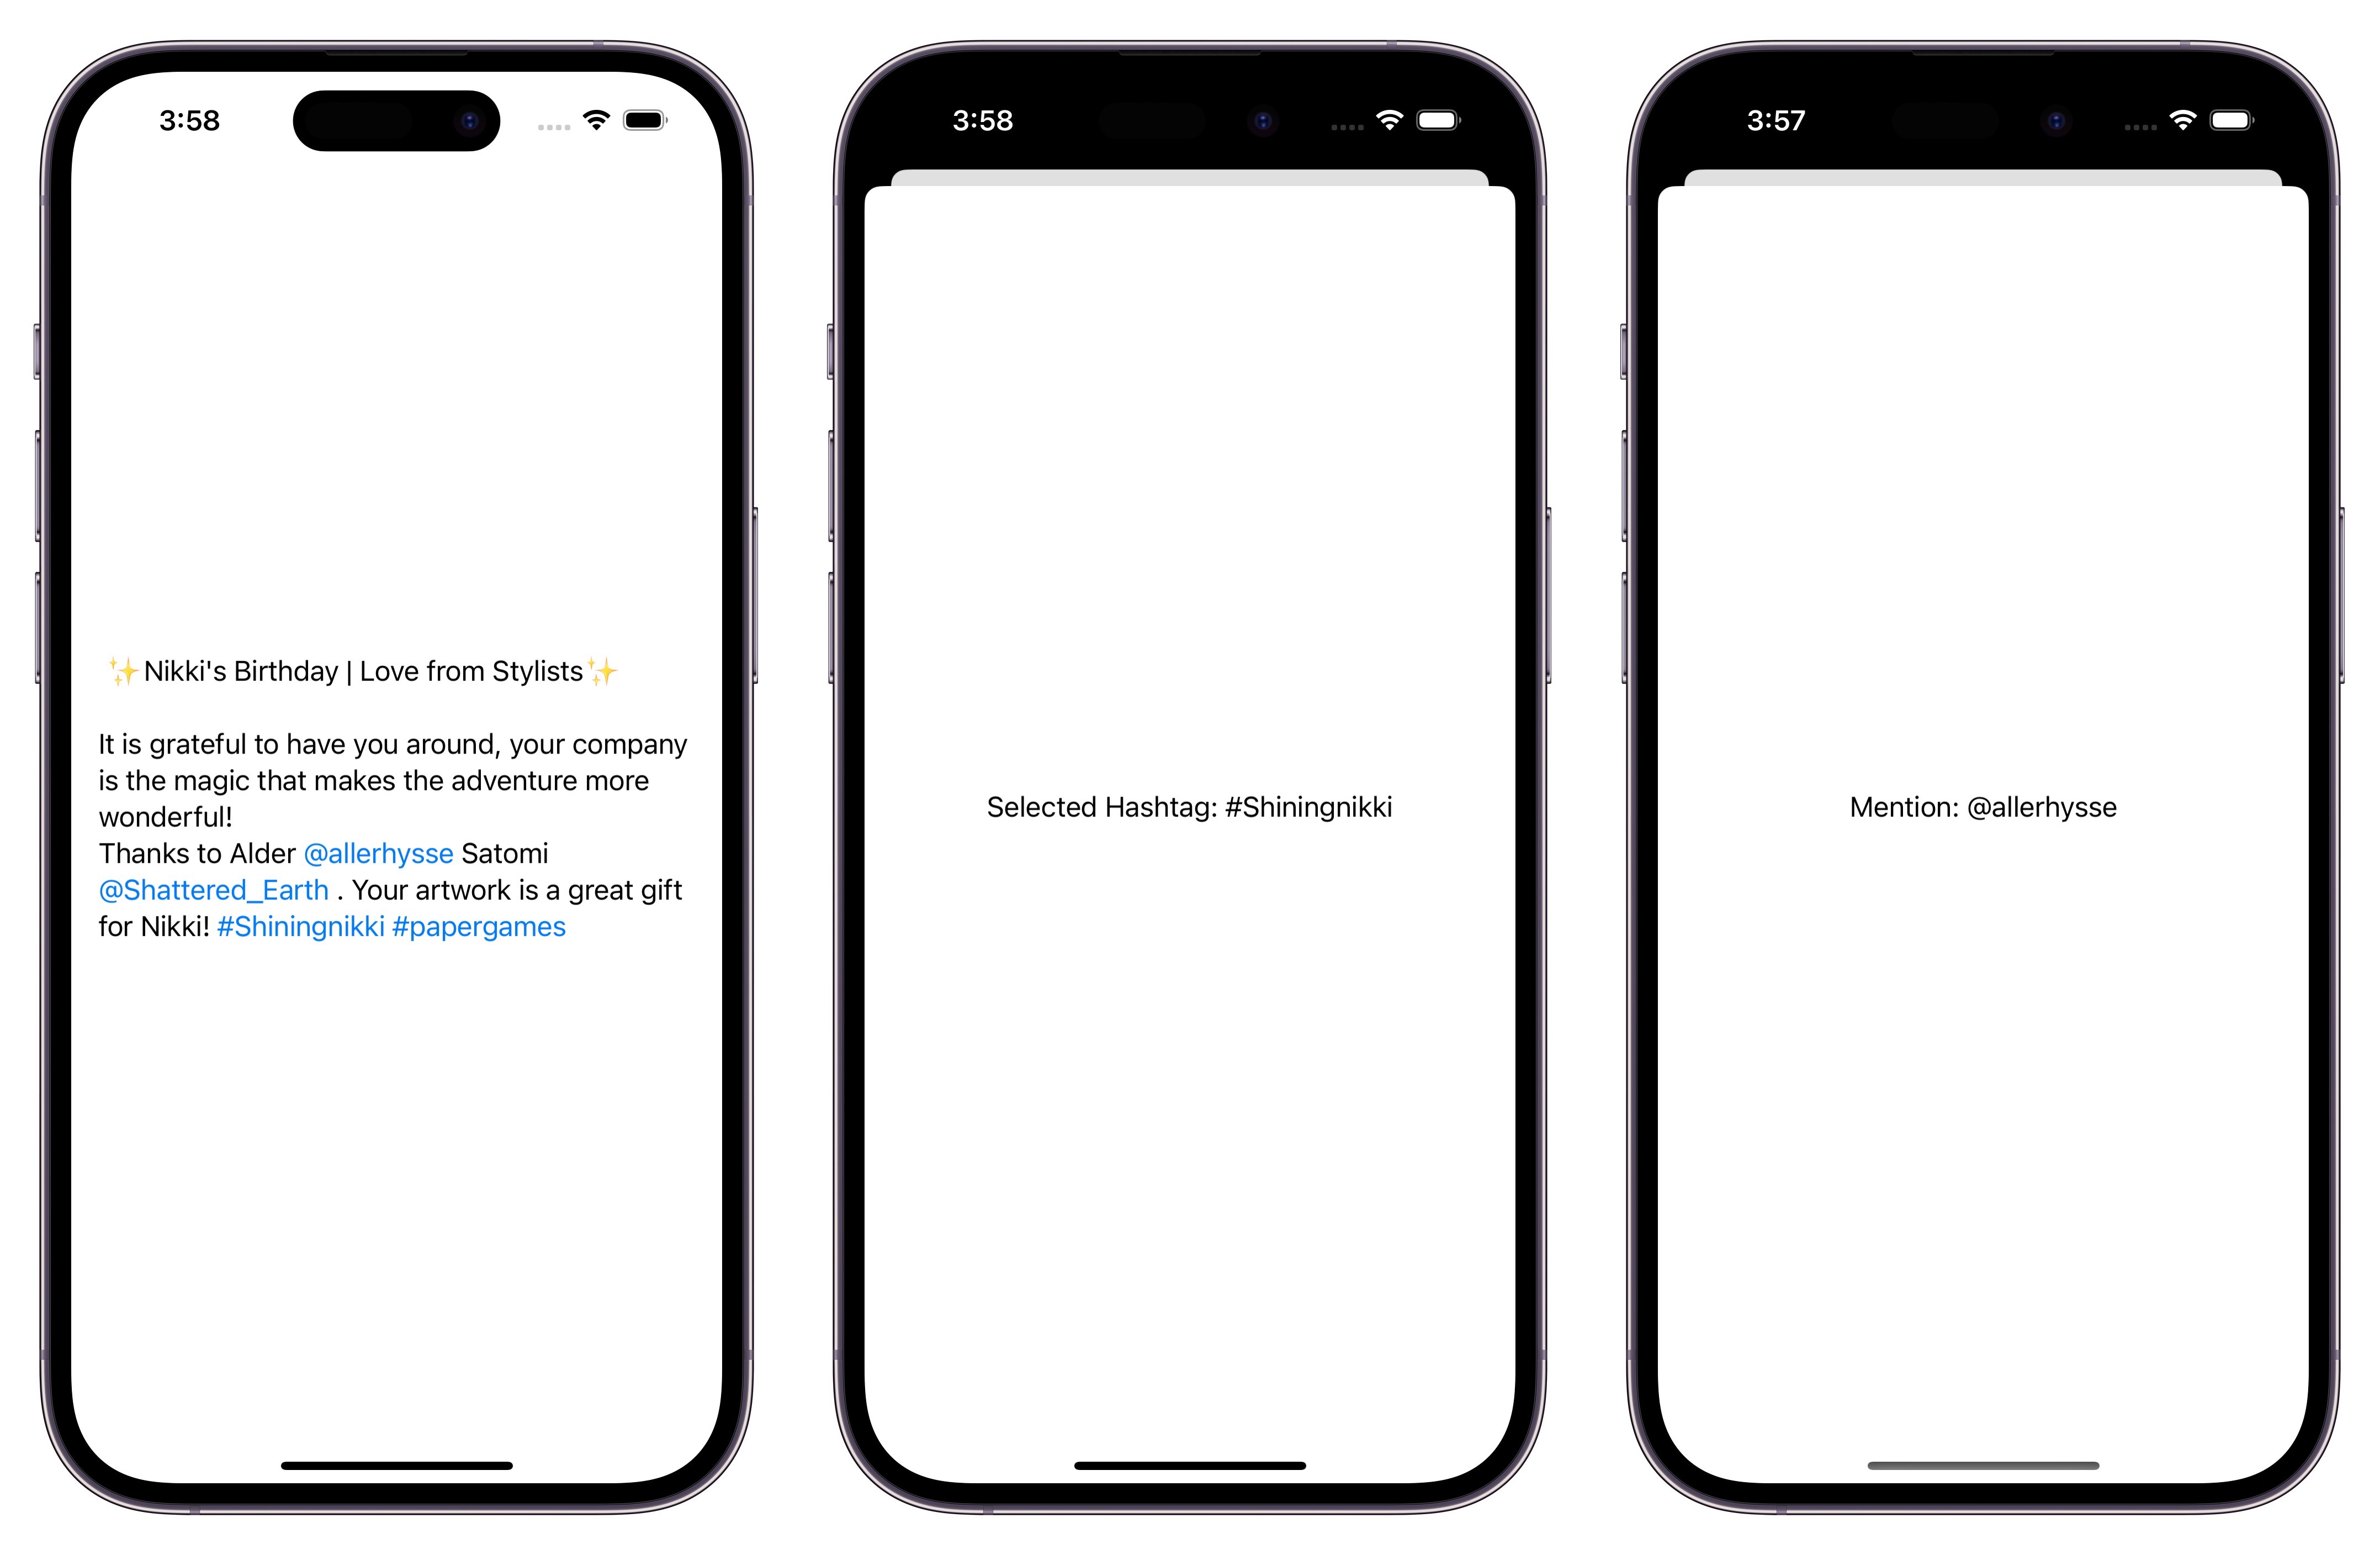 3:58
✨Nikki's Birthday | Love from Stylists✨
It is grateful to have you around, your company
is the magic that makes the adventure more
wonderful!
Thanks to Alder @allerhysse Satomi
@Shattered_Earth . Your artwork is a great gift
for Nikki! #Shiningnikki #papergames
3:58
Selected Hashtag: #Shiningnikki
3:57
Mention: @allerhysse